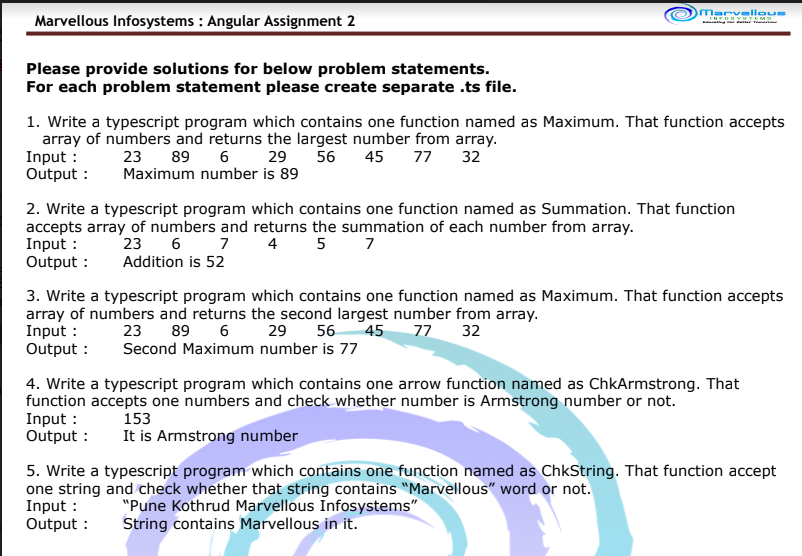 Marvellous Infosystems : Angular Assignment 2
Marvellous
INFOSYSTEMS
Educating for Better Tomorrow
Please provide solutions for below problem statements.
For each problem statement please create separate .ts file.
1. Write a typescript program which contains one function named as Maximum. That function accepts
array of numbers and returns the largest number from array.
Input : 23 89 6 29 56 45 77 32
Output : Maximum number is 89
2. Write a typescript program which contains one function named as Summation. That function
accepts array of numbers and returns the summation of each number from array.
Input : 23 6 7 4 5 7
Output : Addition is 52
3. Write a typescript program which contains one function named as Maximum. That function accepts
array of numbers and returns the second largest number from array.
Input : 23 89 6 29 56 45 77 32
Output : Second Maximum number is 77
4. Write a typescript program which contains one arrow function named as ChkArmstrong. That
function accepts one numbers and check whether number is Armstrong number or not.
Input : 153
Output : It is Armstrong number
5. Write a typescript program which contains one function named as ChkString. That function accept
one string and check whether that string contains “Marvellous” word or not.
Input : “Pune Kothrud Marvellous Infosystems”
Output : String contains Marvellous in it.